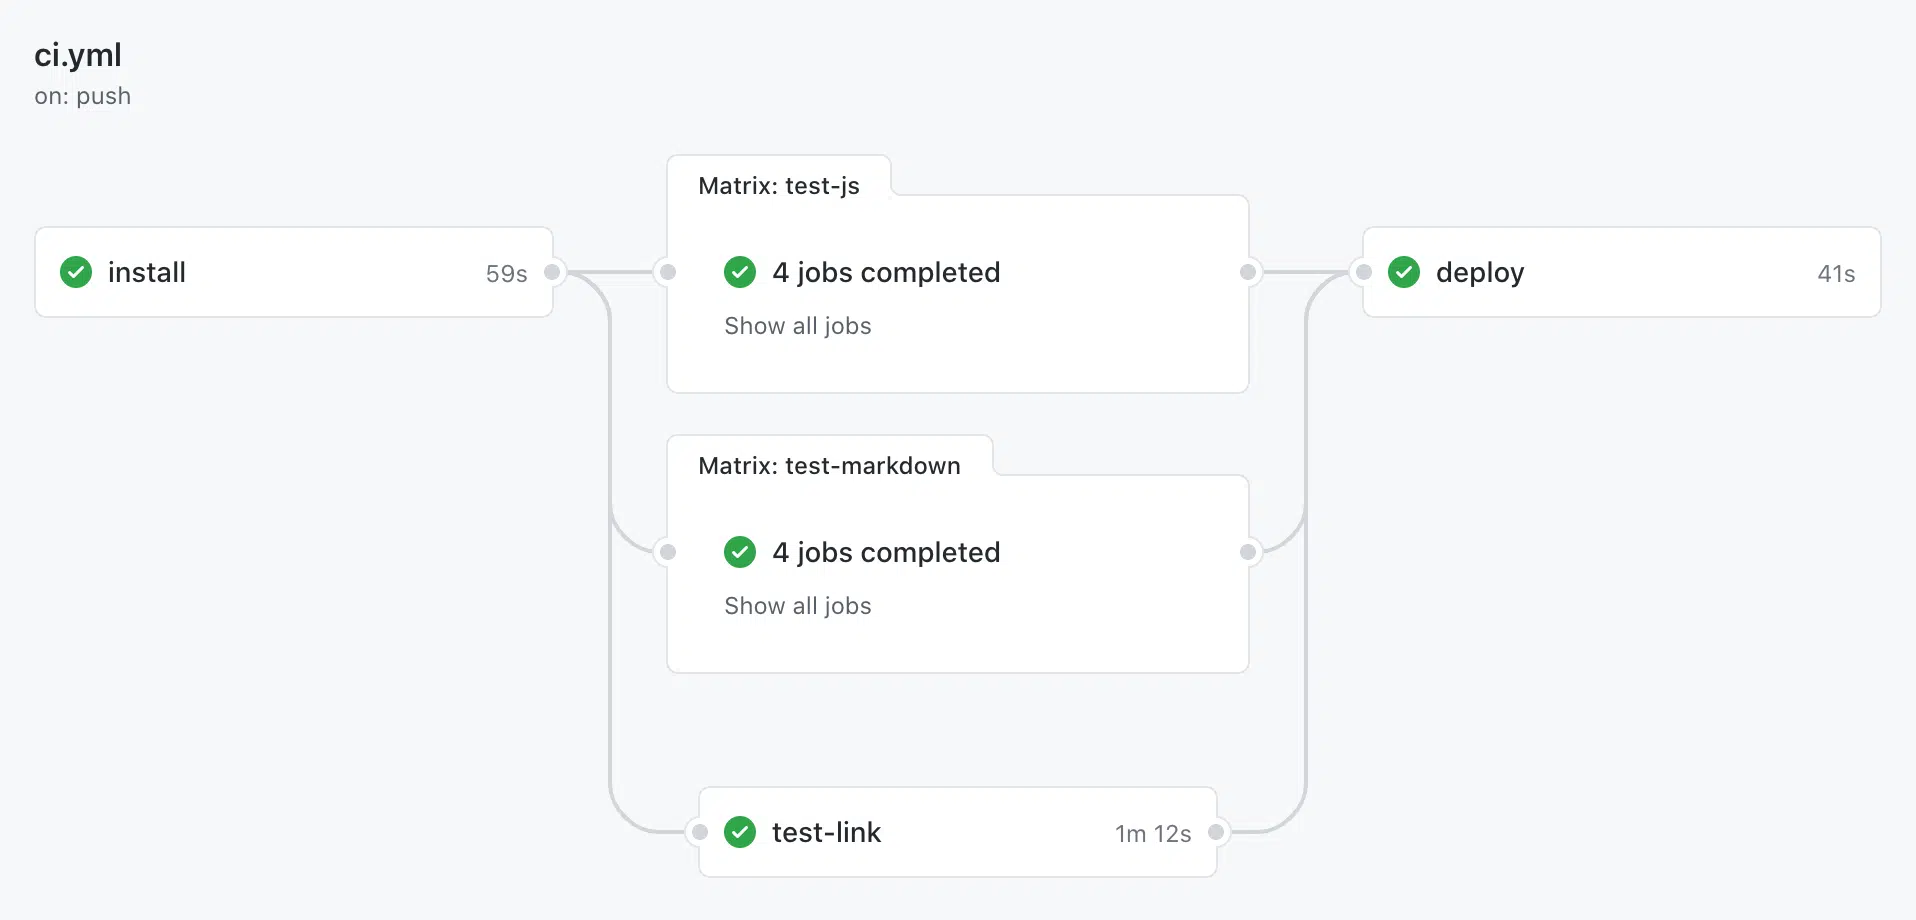 ci.yml
on: push
Matrix: test-js
install 59s
4 jobs completed
Show all jobs
deploy 41s
Matrix: test-markdown
4 jobs completed
Show all jobs
test-link 1m 12s